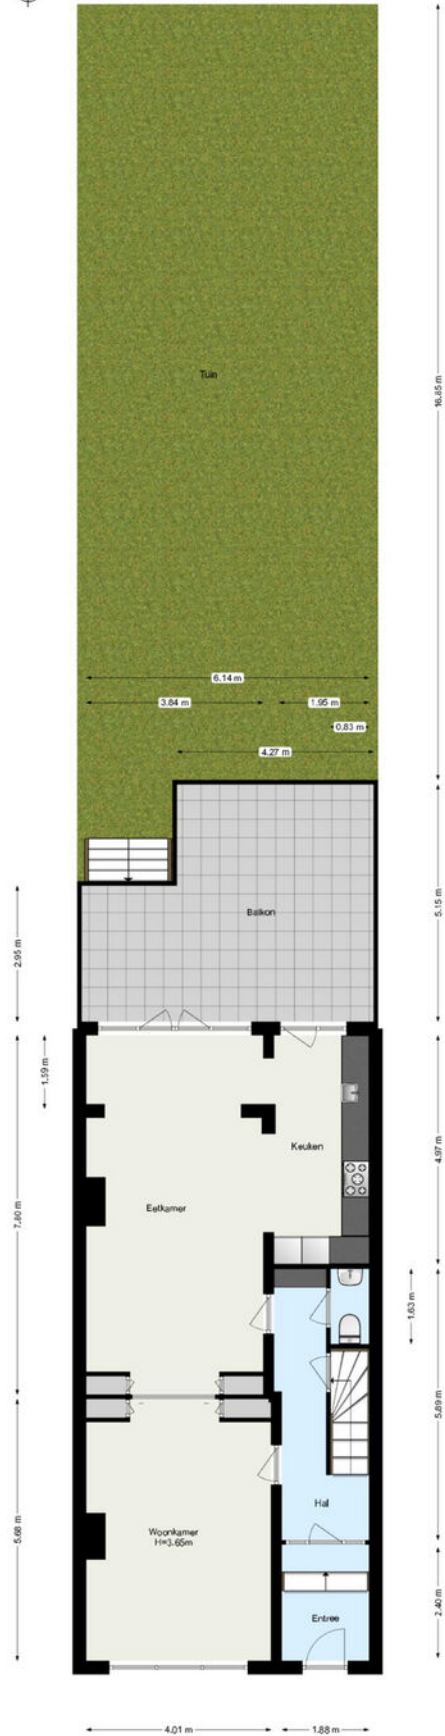 Tuin
16.85 m
6.14 m
3.84 m
1.95 m
0.83 m
4.27 m
Balkon
5.15 m
2.95 m
1.59 m
Keuken
4.97 m
7.80 m
Eetkamer
1.63 m
5.89 m
Hal
Woonkamer
H=3.65m
5.68 m
Entree
2.40 m
4.01 m
1.88 m